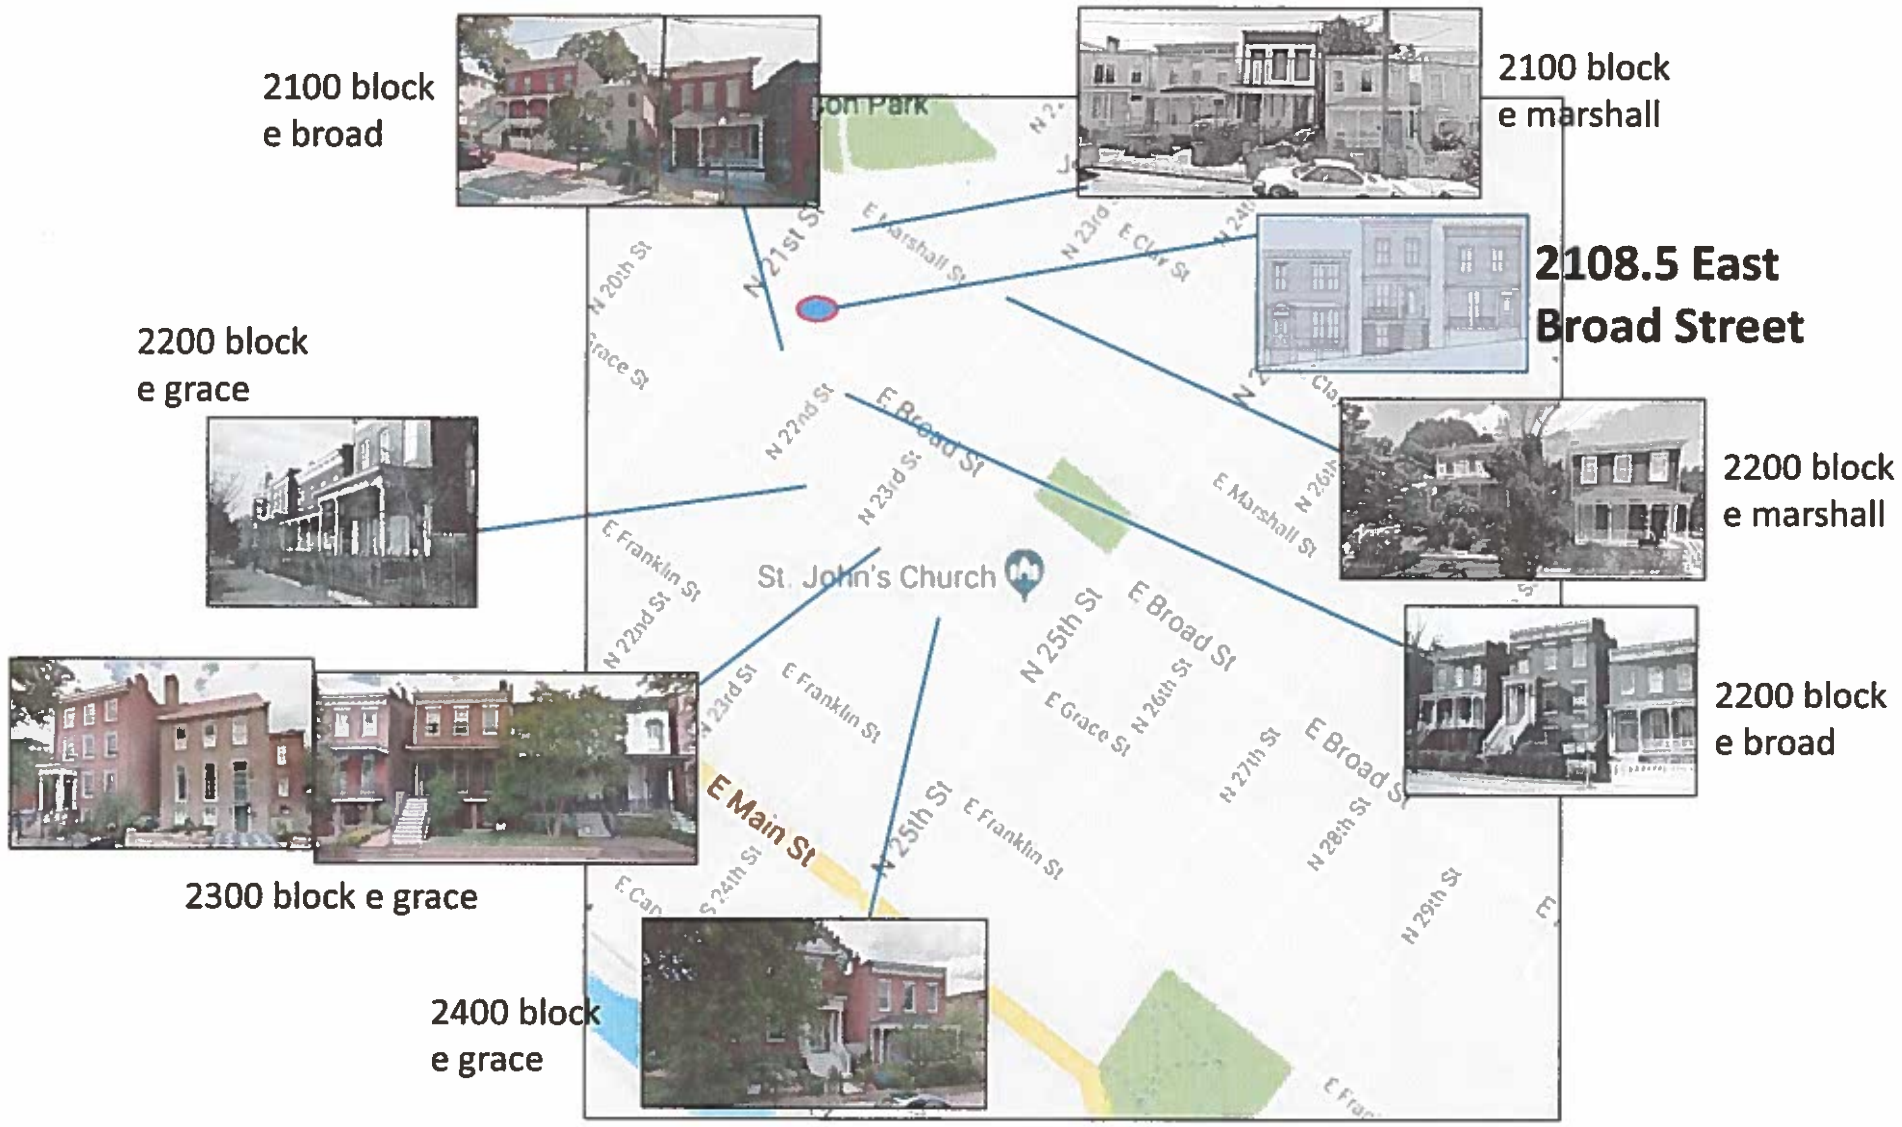 2100 block
e broad
2100 block
e marshall
2108.5 East
Broad Street
2200 block
e grace
2200 block
e marshall
2200 block
e broad
2300 block e grace
2400 block
e grace
on Park
N 21st St
E Marshall St
N 23rd
E Clay St
N 24th
N 20th St
Grace St
N 22nd St
E Broad St
N 23rd St
E Marshall St
N 26th
E Franklin St
St. John's Church
N 22nd St
N 25th St
E Broad St
N 23rd St
E Franklin St
E Grace St
N 26th St
N 27th St
E Broad St
E Main St
N 25th St
E Franklin St
N 28th St
S 24th St
N 29th St